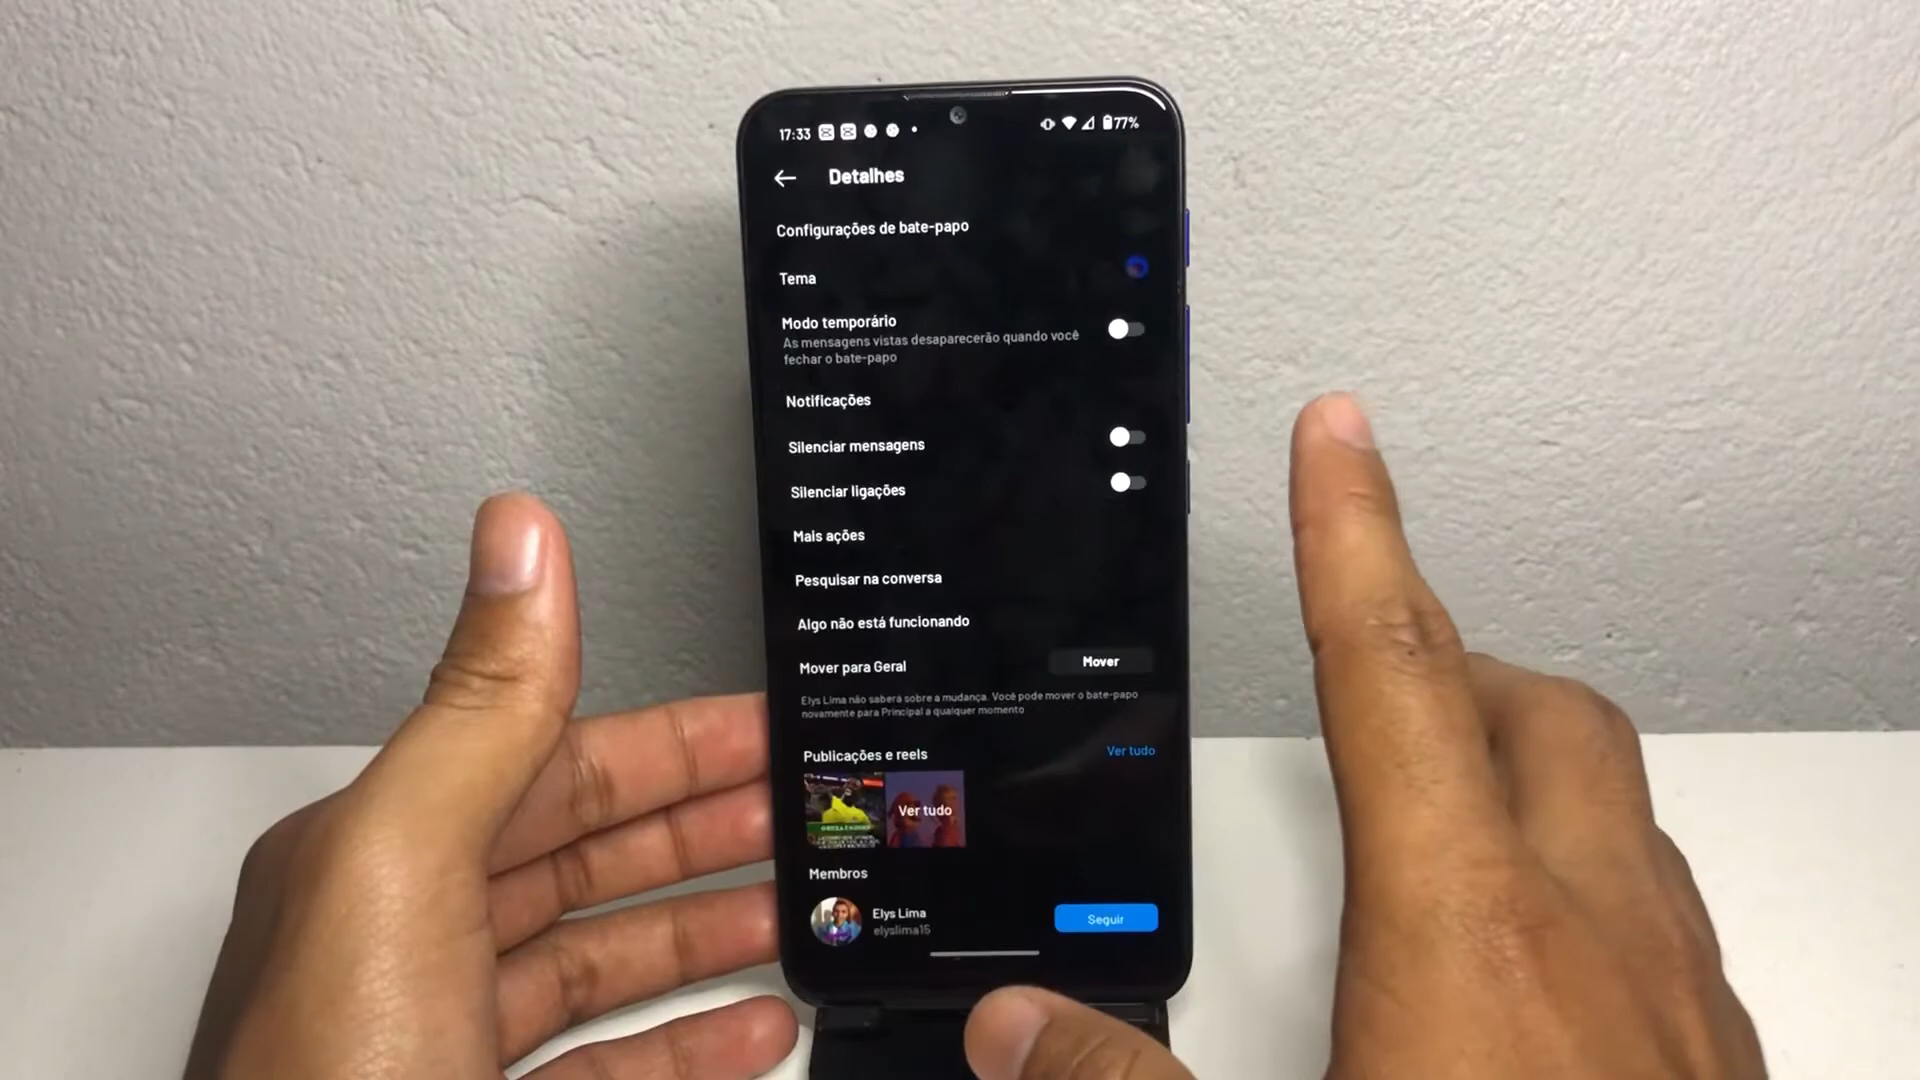 17:33
77%
Detalhes
Configurações de bate-papo
Tema
Modo temporário
As mensagens vistas desaparecerão quando você
fechar o bate-papo
Notificações
Silenciar mensagens
Silenciar ligações
Mais ações
Pesquisar na conversa
Algo não está funcionando
Mover para Geral
Mover
Elys Lima não saberá sobre a mudança. Você pode mover o bate-papo
novamente para Principal a qualquer momento
Publicações e reels
Ver tudo
Ver tudo
Membros
Elys Lima
elyslima15
Seguir